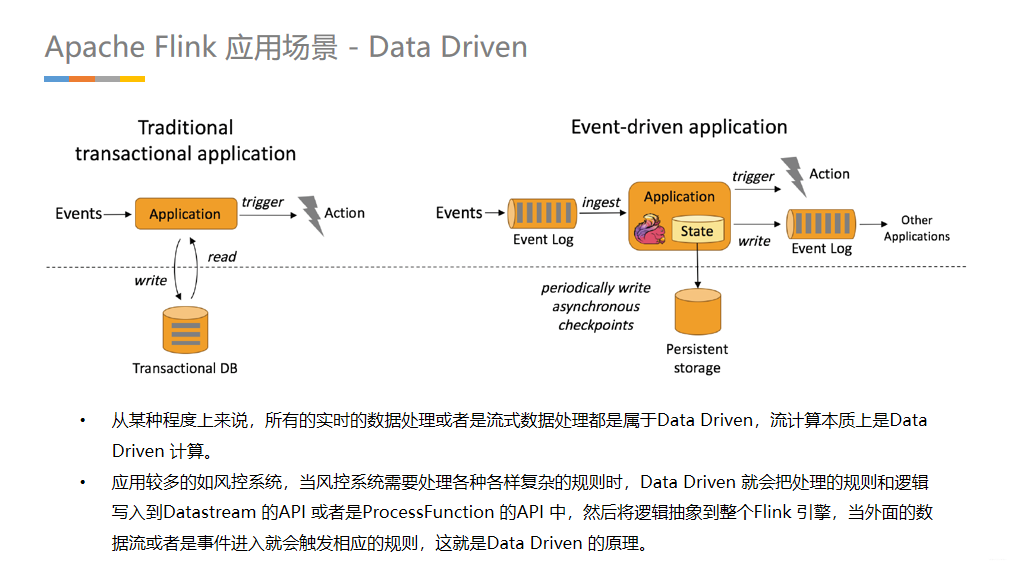 Apache Flink 应用场景 - Data Driven
Traditional
transactional application
Events
Application
trigger
Action
read
write
Transactional DB
Event-driven application
Events
Event Log
ingest
Application
State
trigger
Action
write
Event Log
Other
Applications
periodically write
asynchronous
checkpoints
Persistent
storage
• 从某种程度上来说，所有的实时的数据处理或者是流式数据处理都是属于Data Driven，流计算本质上是Data
Driven 计算。
• 应用较多的如风控系统，当风控系统需要处理各种各样复杂的规则时，Data Driven 就会把处理的规则和逻辑
写入到Datastream 的API 或者是ProcessFunction 的API 中，然后将逻辑抽象到整个Flink 引擎，当外面的数
据流或者是事件进入就会触发相应的规则，这就是Data Driven 的原理。